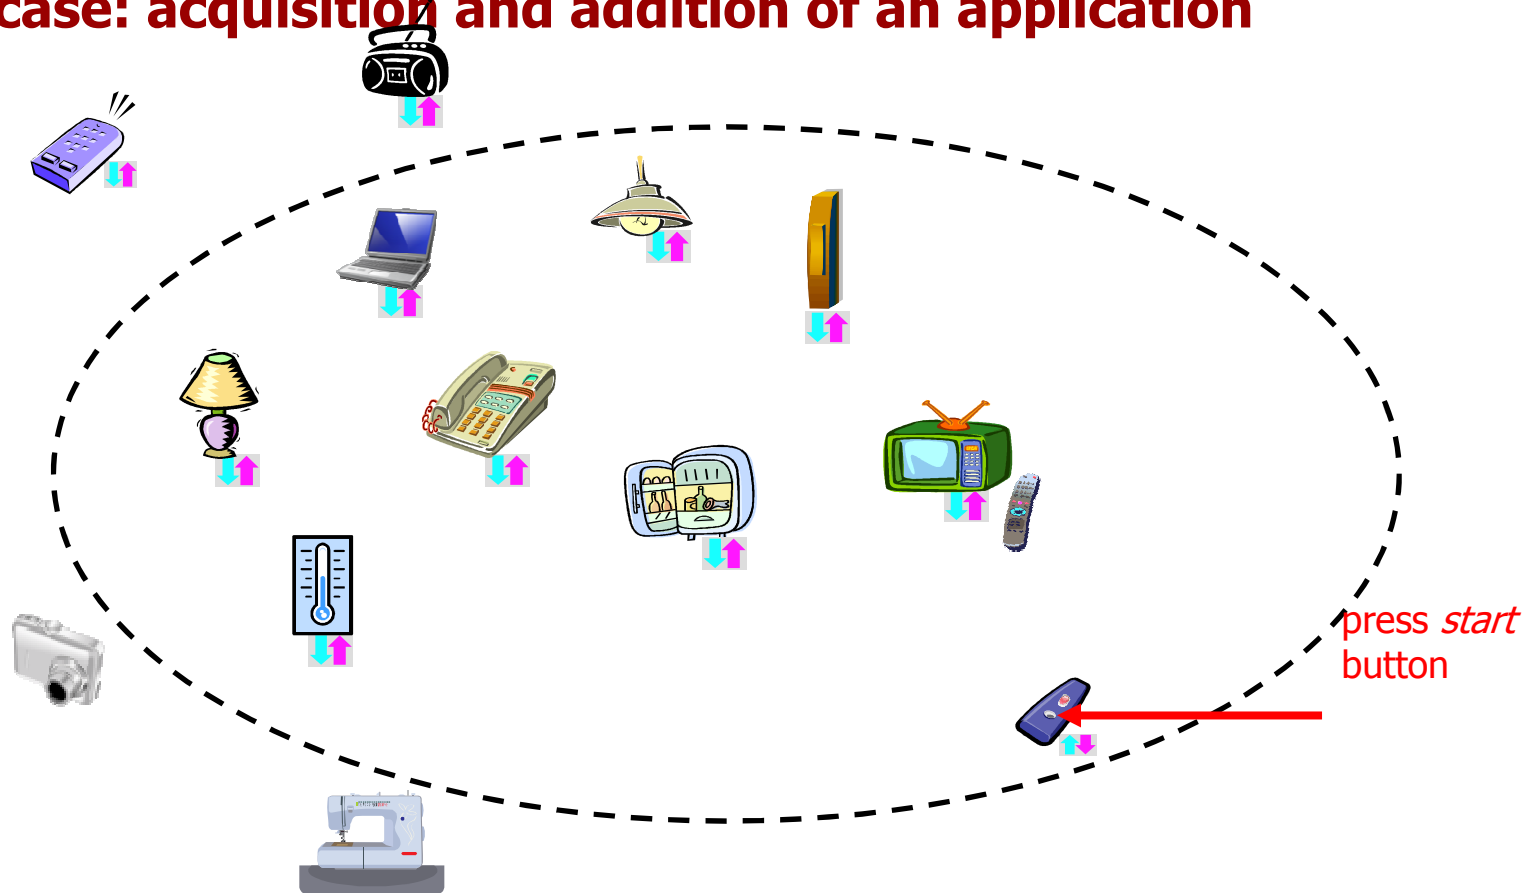 case: acquisition and addition of an application
press start
button